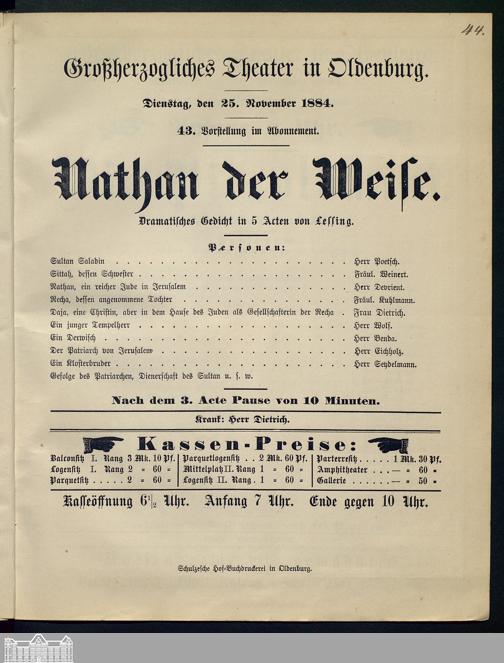 44.
Großherzogliches Theater in Oldenburg.
Dienstag, den 25. November 1884.
43. Vorstellung im Abonnement.
Nathan der Weise.
Dramatisches Gedicht in 5 Acten von Lessing.
Personen:
Sultan Saladin . . . . . . . . . . Herr Poetsch.
Sittah, dessen Schwester . . . . . . . . . . Fräul. Weinert.
Nathan, ein reicher Jude in Jerusalem . . . . . . . . . . Herr Devrient.
Recha, dessen angenommene Tochter . . . . . . . . . . Fräul. Kuhlmann.
Daja, eine Christin, aber in dem Hause des Juden als Gesellschafterin der Recha . Frau Dietrich.
Ein junger Tempelherr . . . . . . . . . . Herr Wolf.
Ein Derwisch . . . . . . . . . . Herr Benda.
Der Patriarch von Jerusalem . . . . . . . . . . Herr Eichholz.
Ein Klosterbruder . . . . . . . . . . Herr Seydelmann.
Gefolge des Patriarchen, Dienerschaft des Sultan u. s. w.
Nach dem 3. Acte Pause von 10 Minuten.
Krank: Herr Dietrich.
Kassen-Preise:
Balconsitz I. Rang 3 Mk. 10 Pf. Parquetlogensitz . . 2 Mk. 60 Pf. Parterresitz . . . . . 1 Mk. 30 Pf.
Logensitz I. Rang 2 „ 60 „ Mittelplatz II. Rang 1 „ 60 „ Amphitheater . . . — „ 60 „
Parquetsitz . . . . . 2 „ 60 „ Logensitz II. Rang . 1 „ 60 „ Gallerie . . . . . . — „ 50 „
Kasseöffnung 6½ Uhr. Anfang 7 Uhr. Ende gegen 10 Uhr.
Schulzesche Hof-Buchdruckerei in Oldenburg.